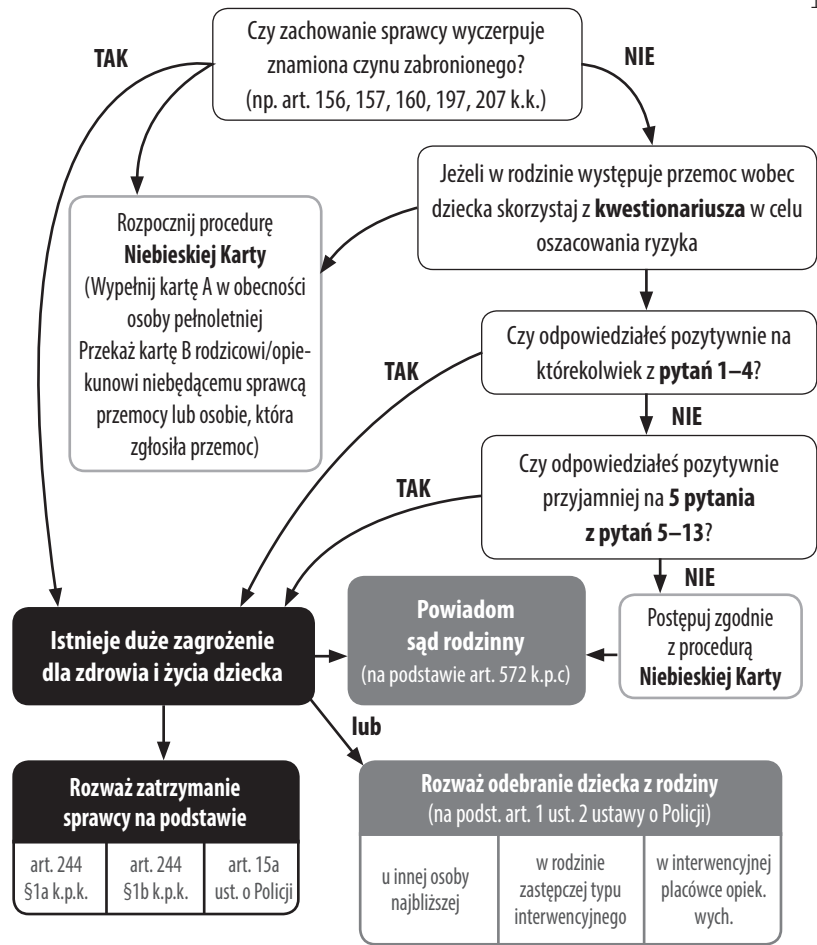 Czy zachowanie sprawcy wyczerpuje
znamiona czynu zabronionego?
(np. art. 156, 157, 160, 197, 207 k.k.)
TAK
NIE
Jeżeli w rodzinie występuje przemoc wobec
dziecka skorzystaj z kwestionariusza w celu
oszacowania ryzyka
Rozpocznij procedurę
Niebieskiej Karty
(Wypełnij kartę A w obecności
osoby pełnoletniej
Przekaż kartę B rodzicowi/opie-
kunowi niebędącemu sprawcą
przemocy lub osobie, która
zgłosiła przemoc)
Czy odpowiedziałeś pozytywnie na
którekolwiek z pytań 1–4?
TAK
NIE
Czy odpowiedziałeś pozytywnie
przyjamniej na 5 pytania
z pytań 5–13?
TAK
NIE
Istnieje duże zagrożenie
dla zdrowia i życia dziecka
Powiadom
sąd rodzinny
(na podstawie art. 572 k.p.c)
Postępuj zgodnie
z procedurą
Niebieskiej Karty
lub
Rozważ zatrzymanie
sprawcy na podstawie
art. 244
§1a k.p.k.
art. 244
§1b k.p.k.
art. 15a
ust. o Policji
Rozważ odebranie dziecka z rodziny
(na podst. art. 1 ust. 2 ustawy o Policji)
u innej osoby
najbliższej
w rodzinie
zastępczej typu
interwencyjnego
w interwencyjnej
placówce opiek.
wych.